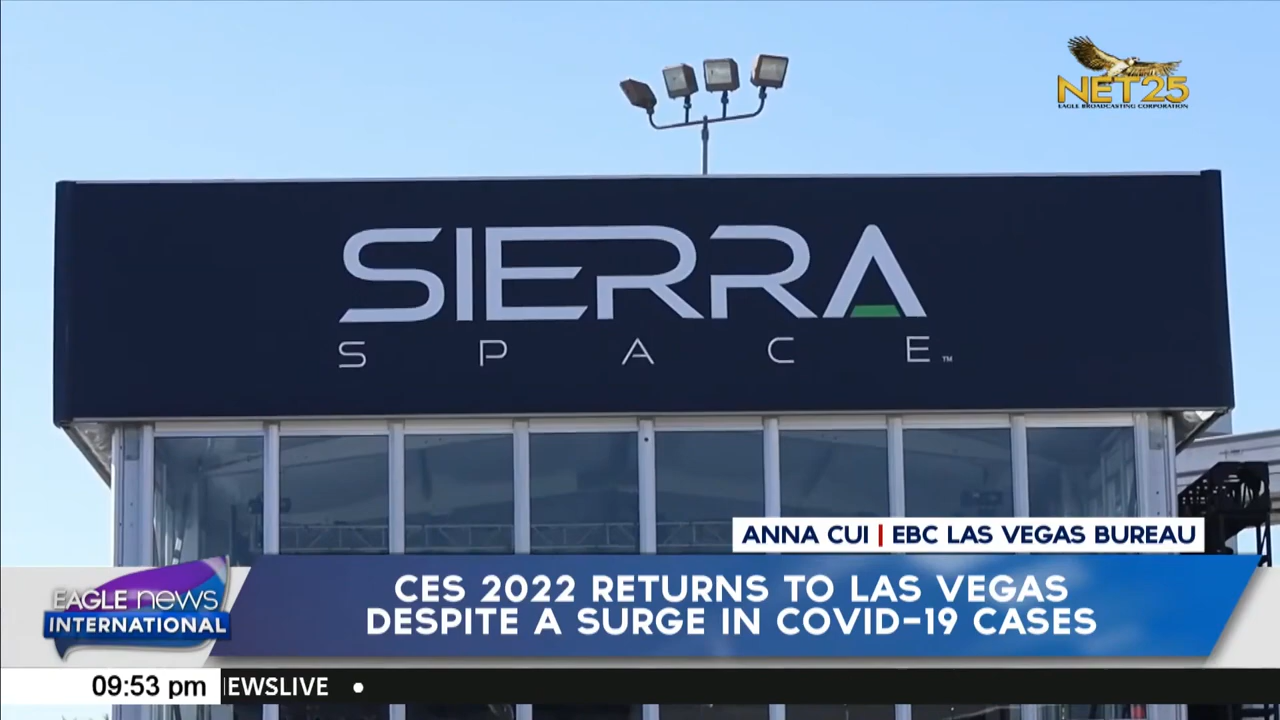 NET25
EAGLE BROADCASTING CORPORATION
SIERRA
SPACE™
ANNA CUI | EBC LAS VEGAS BUREAU
CES 2022 RETURNS TO LAS VEGAS
DESPITE A SURGE IN COVID-19 CASES
EAGLE news
INTERNATIONAL
09:53 pm
EWSLIVE •